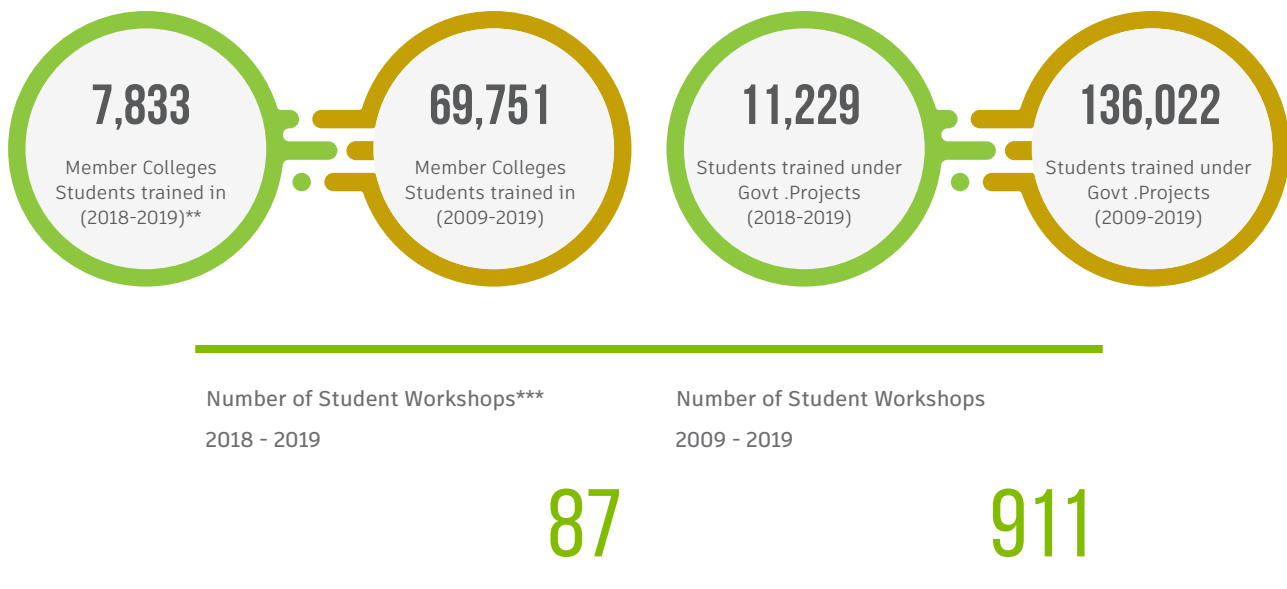 7,833
Member Colleges
Students trained in
(2018-2019)**
69,751
Member Colleges
Students trained in
(2009-2019)
11,229
Students trained under
Govt .Projects
(2018-2019)
136,022
Students trained under
Govt .Projects
(2009-2019)
Number of Student Workshops***
2018 - 2019
87
Number of Student Workshops
2009 - 2019
911